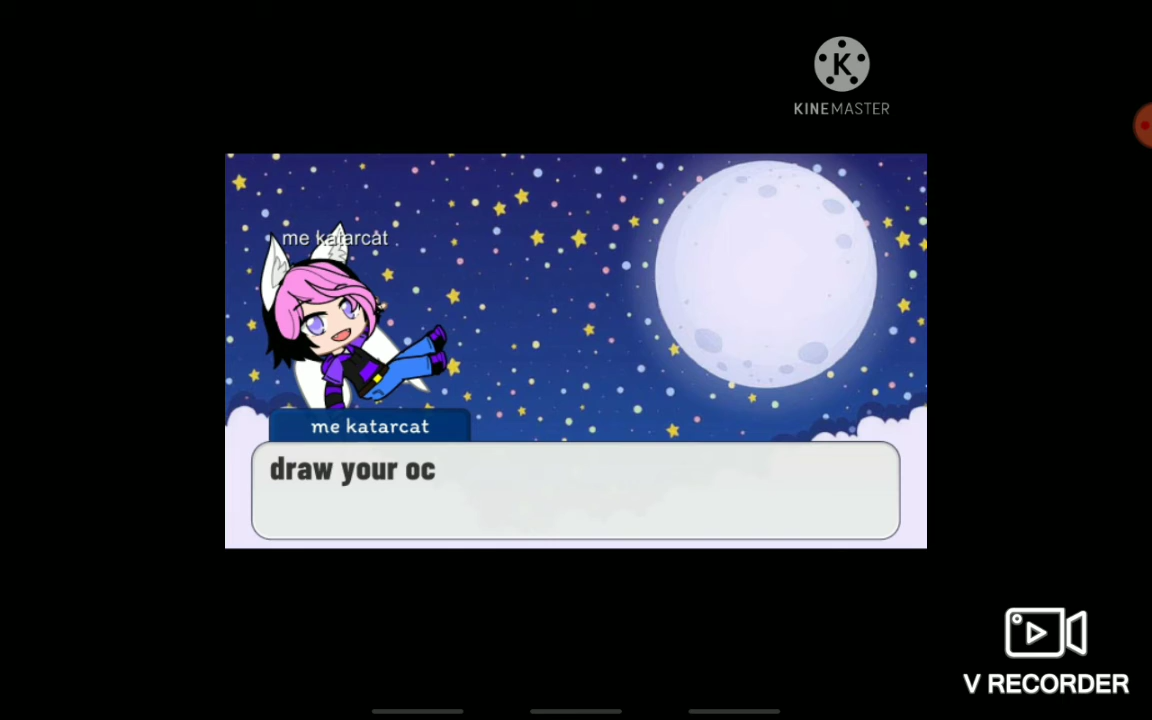 K
KINEMASTER
me katarcat
me katarcat
draw your oc
V RECORDER